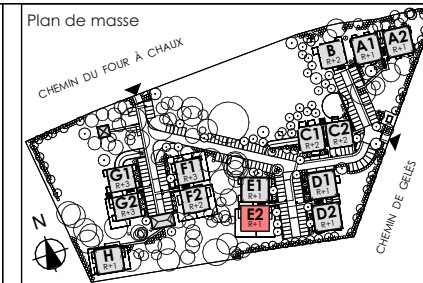 Plan de masse
CHEMIN DU FOUR À CHAUX
B
R+2
A1
R+1
A2
R+1
C1
R+2
C2
R+2
G1
R+3
F1
R+3
G2
R+3
F2
R+2
E1
R+1
D1
R+1
E2
R+1
D2
R+1
CHEMIN DE GELÈS
N
H
R+1